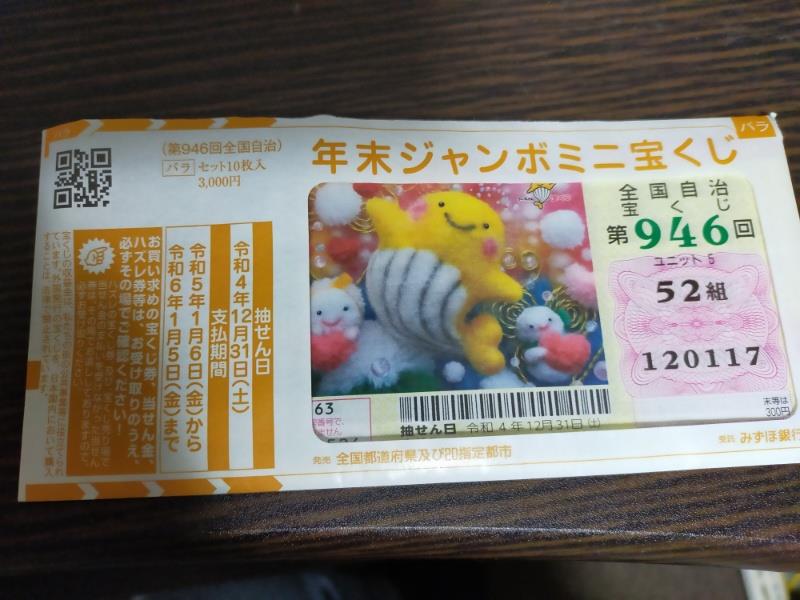 バラ
(第946回全国自治)
バラ セット10枚入
3,000円
抽せん日
令和4年12月31日(土)
支払期間
令和5年1月6日(金)から
令和6年1月5日(金)まで
お買い求めの宝くじ券、当せん金、
ハズレ券等は、お受け取りのうえ、
必ずその場でご確認ください!
年末ジャンボミニ宝くじ
バラ
全国自治
宝くじ
第946回
ユニット 5
52組
120117
末等は
300円
63
抽せん日 令和4年12月31日(土)
発売 全国都道府県及び20指定都市
受託 みずほ銀行